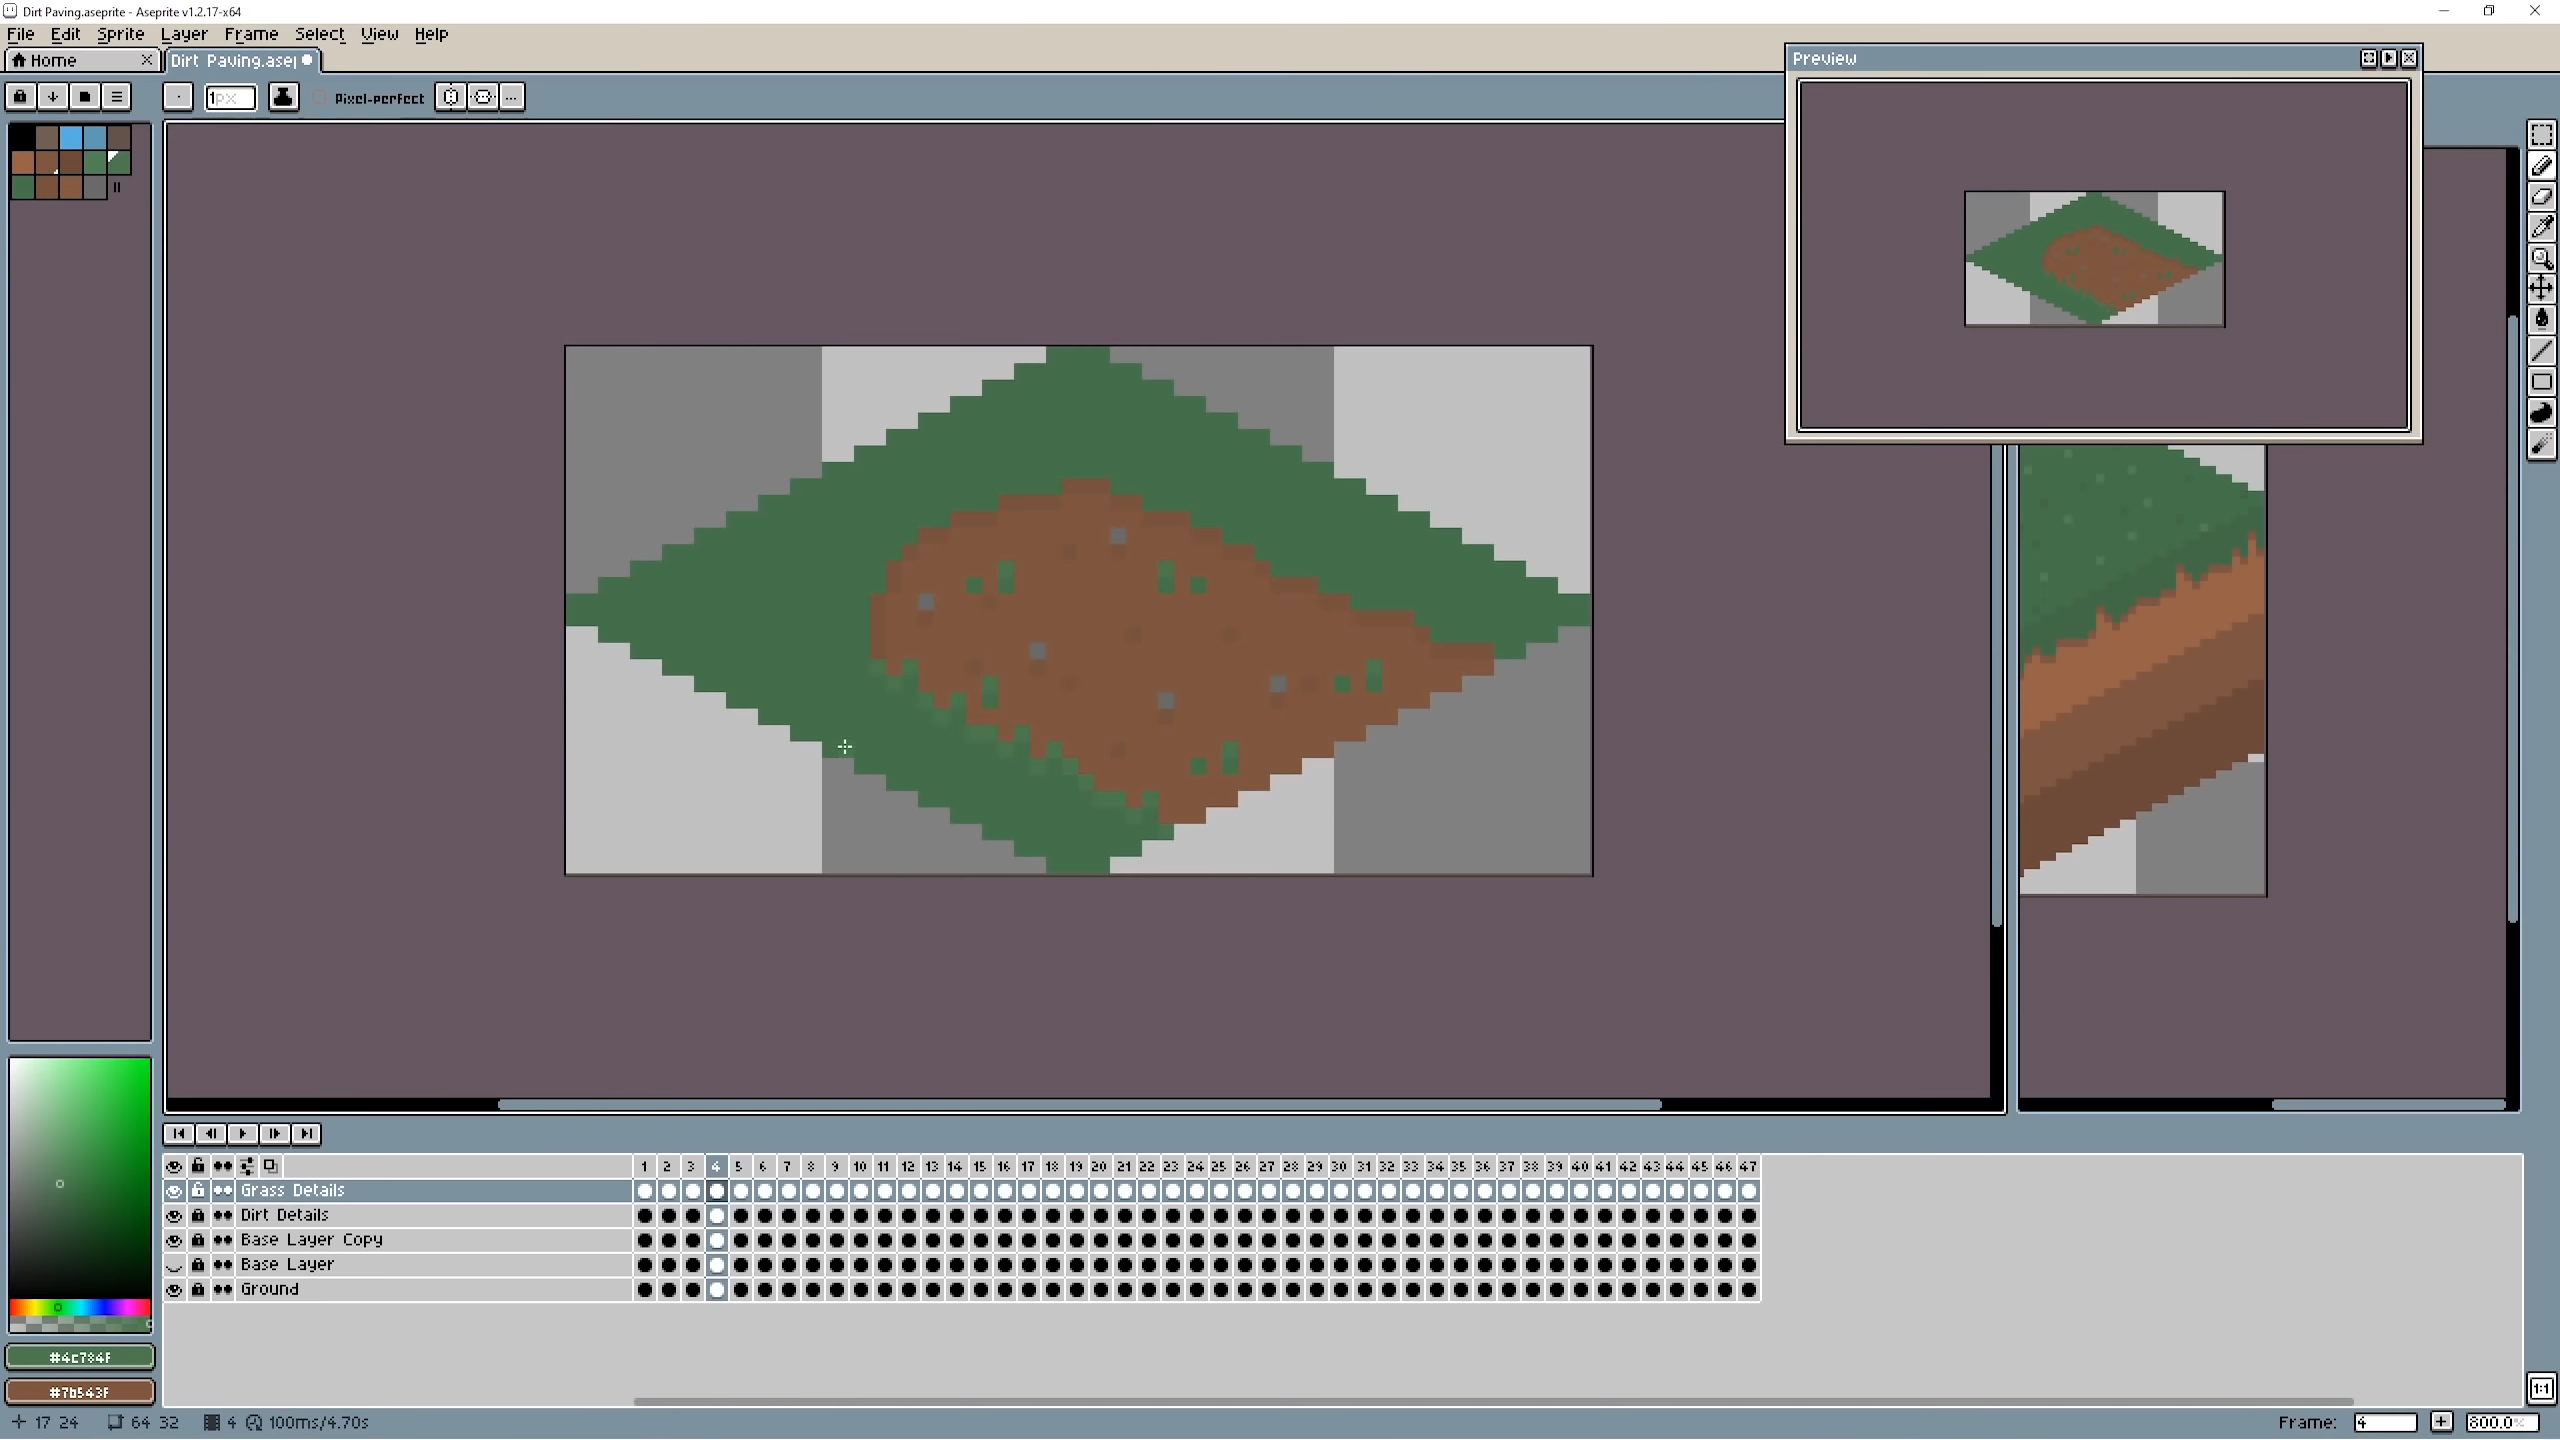 Dirt Paving.aseprite - Aseprite v1.2.17-x64
File Edit Sprite Layer Frame Select View Help
Home Dirt Paving.asep
Preview
1px Pixel-perfect ...
#4c784f
#7b543f
1 2 3 4 5 6 7 8 9 10 11 12 13 14 15 16 17 18 19 20 21 22 23 24 25 26 27 28 29 30 31 32 33 34 35 36 37 38 39 40 41 42 43 44 45 46 47
Grass Details
Dirt Details
Base Layer Copy
Base Layer
Ground
1:1
17 24 64 32 4 100ms/4.70s Frame: 4 + 800.0%